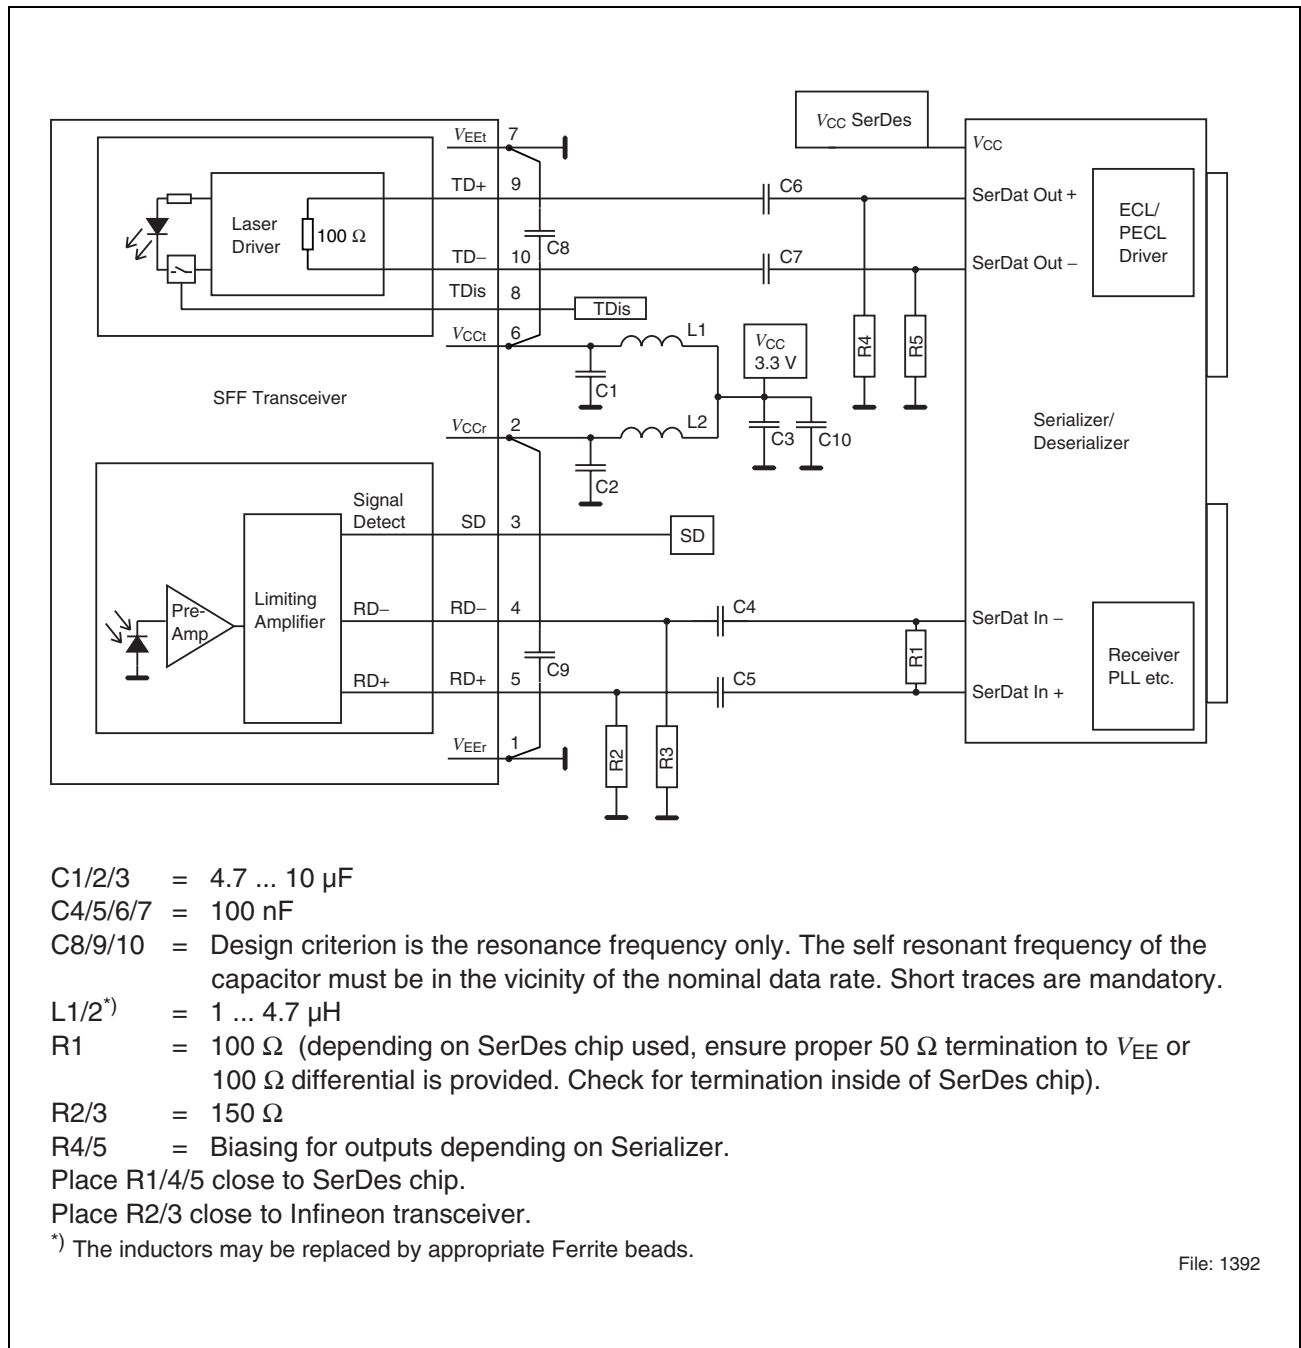 V_CC SerDes
V_EEt 7
V_CC
TD+ 9
C6
SerDat Out +
ECL/
PECL
Driver
Laser
Driver
100 Ω
C8
TD− 10
C7
SerDat Out −
TDis 8
TDis
V_CCt 6
L1
V_CC
3.3 V
R4
R5
C1
SFF Transceiver
V_CCr 2
L2
C3
C10
Serializer/
Deserializer
C2
Signal
Detect
SD 3
SD
Pre-
Amp
Limiting
Amplifier
RD−
RD− 4
C4
SerDat In −
R1
Receiver
PLL etc.
C9
RD+
RD+ 5
C5
SerDat In +
V_EEr 1
R2
R3
C1/2/3 = 4.7 ... 10 µF
C4/5/6/7 = 100 nF
C8/9/10 = Design criterion is the resonance frequency only. The self resonant frequency of the
capacitor must be in the vicinity of the nominal data rate. Short traces are mandatory.
L1/2*) = 1 ... 4.7 µH
R1 = 100 Ω (depending on SerDes chip used, ensure proper 50 Ω termination to V_EE or
100 Ω differential is provided. Check for termination inside of SerDes chip).
R2/3 = 150 Ω
R4/5 = Biasing for outputs depending on Serializer.
Place R1/4/5 close to SerDes chip.
Place R2/3 close to Infineon transceiver.
*) The inductors may be replaced by appropriate Ferrite beads.
File: 1392